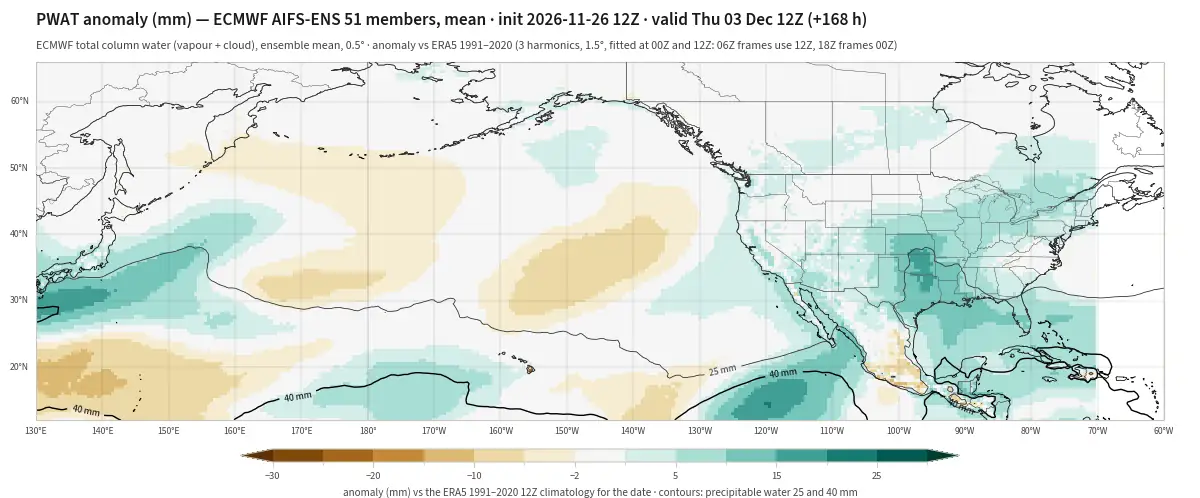 PWAT anomaly (mm) — ECMWF AIFS-ENS 51 members, mean · init 2026-11-26 12Z · valid Thu 03 Dec 12Z (+168 h)
ECMWF total column water (vapour + cloud), ensemble mean, 0.5° · anomaly vs ERA5 1991–2020 (3 harmonics, 1.5°, fitted at 00Z and 12Z: 06Z frames use 12Z, 18Z frames 00Z)
60°N
50°N
40°N
30°N
20°N
25 mm
40 mm
40 mm
40 mm
40 mm
130°E 140°E 150°E 160°E 170°E 180° 170°W 160°W 150°W 140°W 130°W 120°W 110°W 100°W 90°W 80°W 70°W 60°W
−30 −20 −10 −2 5 15 25
anomaly (mm) vs the ERA5 1991–2020 12Z climatology for the date · contours: precipitable water 25 and 40 mm